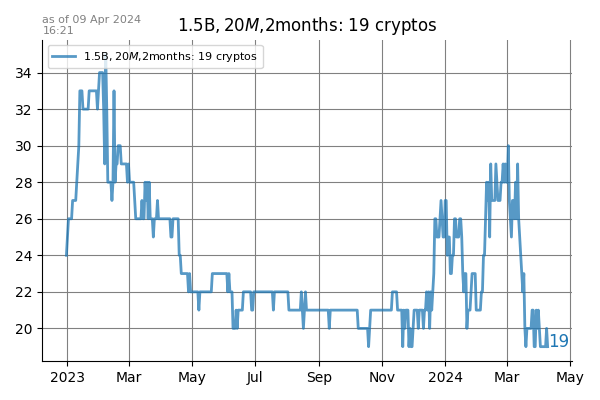 as of 09 Apr 2024
16:21
1.5B, 20M,2months: 19 cryptos
1.5B, 20M,2months: 19 cryptos
34
32
30
28
26
24
22
20
19
2023 Mar May Jul Sep Nov 2024 Mar May